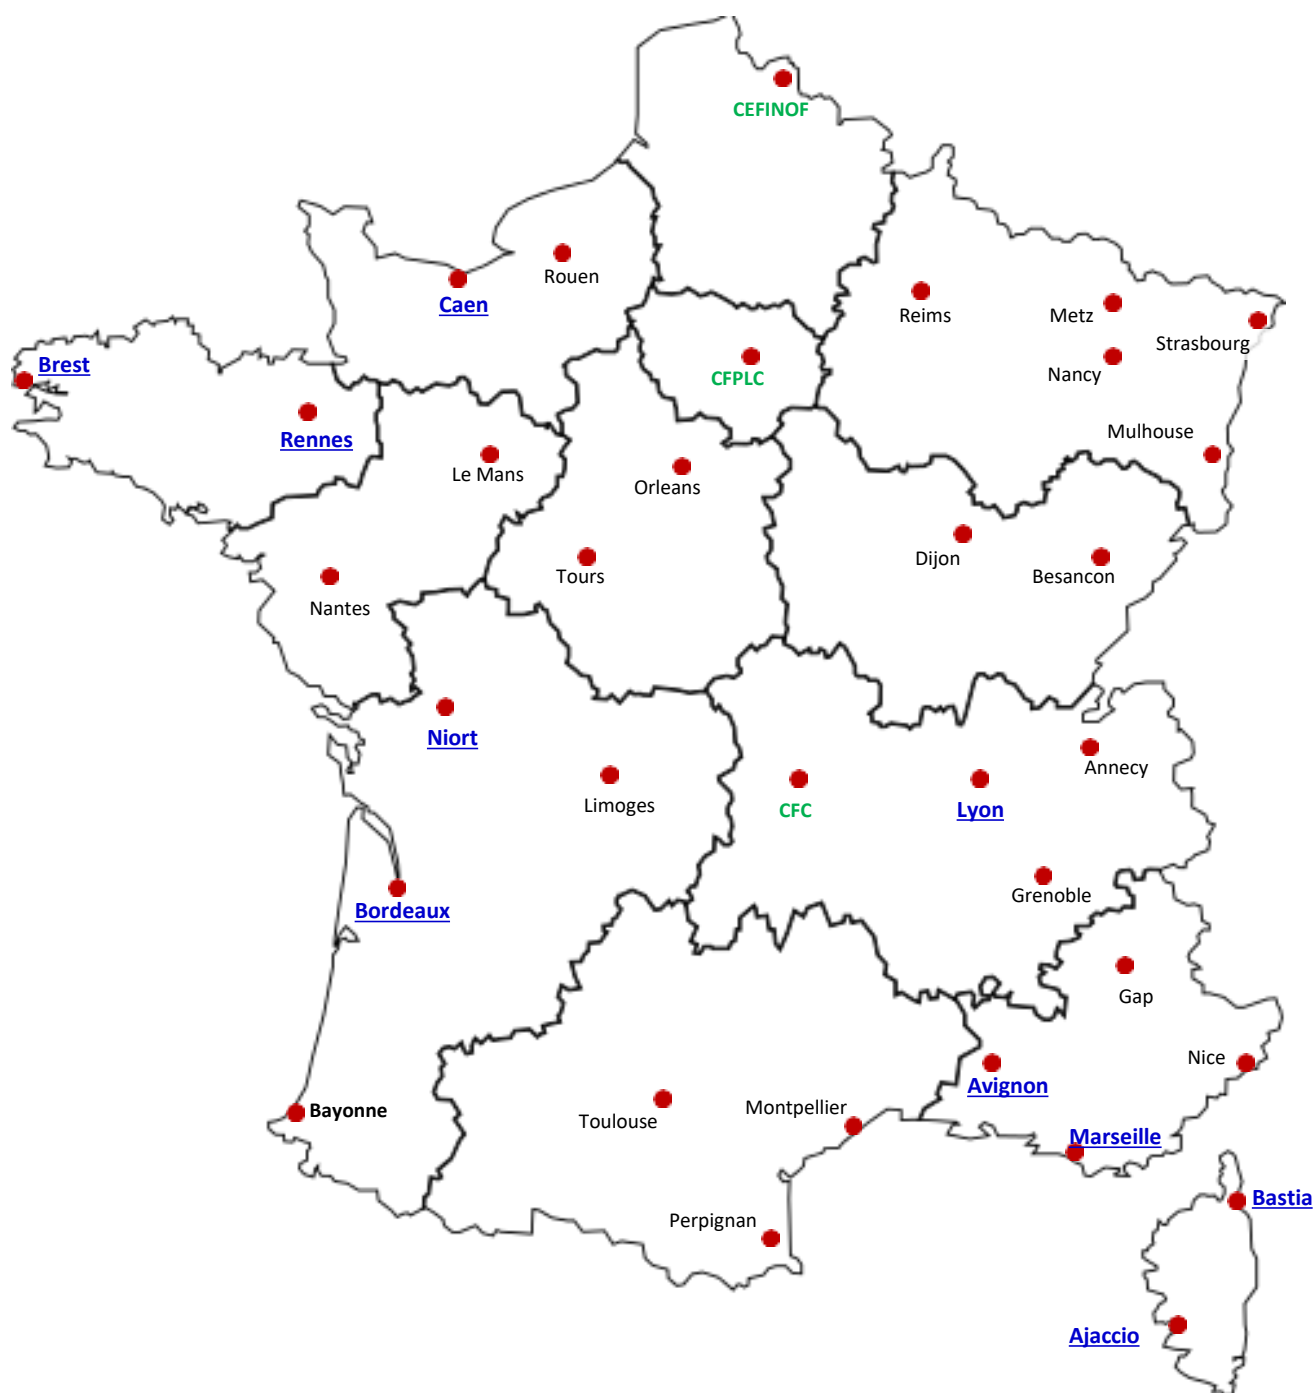 CEFINOF
Rouen
Caen
Reims
Metz
Strasbourg
Brest
CFPLC
Nancy
Rennes
Mulhouse
Le Mans
Orleans
Dijon
Tours
Besancon
Nantes
Niort
Annecy
Limoges
CFC
Lyon
Grenoble
Bordeaux
Gap
Nice
Avignon
Bayonne
Montpellier
Toulouse
Marseille
Bastia
Perpignan
Ajaccio